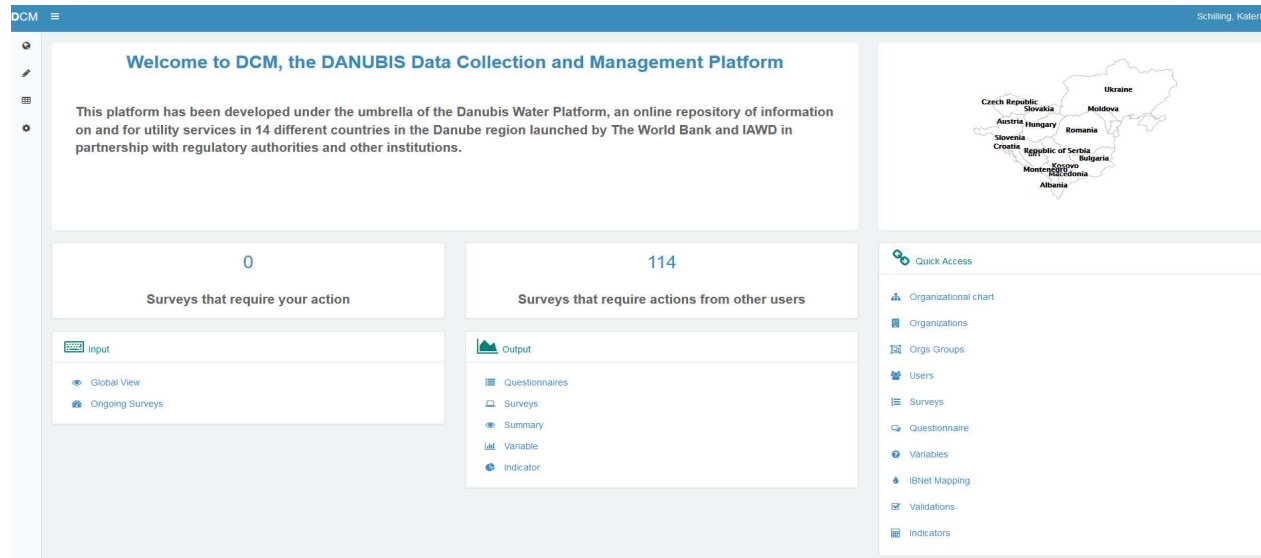 DCM
Schilling, Kater
Welcome to DCM, the DANUBIS Data Collection and Management Platform
This platform has been developed under the umbrella of the Danubis Water Platform, an online repository of information
on and for utility services in 14 different countries in the Danube region launched by The World Bank and IAWD in
partnership with regulatory authorities and other institutions.
Ukraine
Czech Republic
Slovakia
Moldova
Austria
Hungary
Romania
Slovenia
Croatia
Republic of Serbia
Bulgaria
Kosovo
Montenegro
Macedonia
Albania
0
Surveys that require your action
114
Surveys that require actions from other users
Input
Global View
Ongoing Surveys
Output
Questionnaires
Surveys
Summary
Variable
Indicator
Quick Access
Organizational chart
Organizations
Orgs Groups
Users
Surveys
Questionnaire
Variables
IBNet Mapping
Validations
Indicators